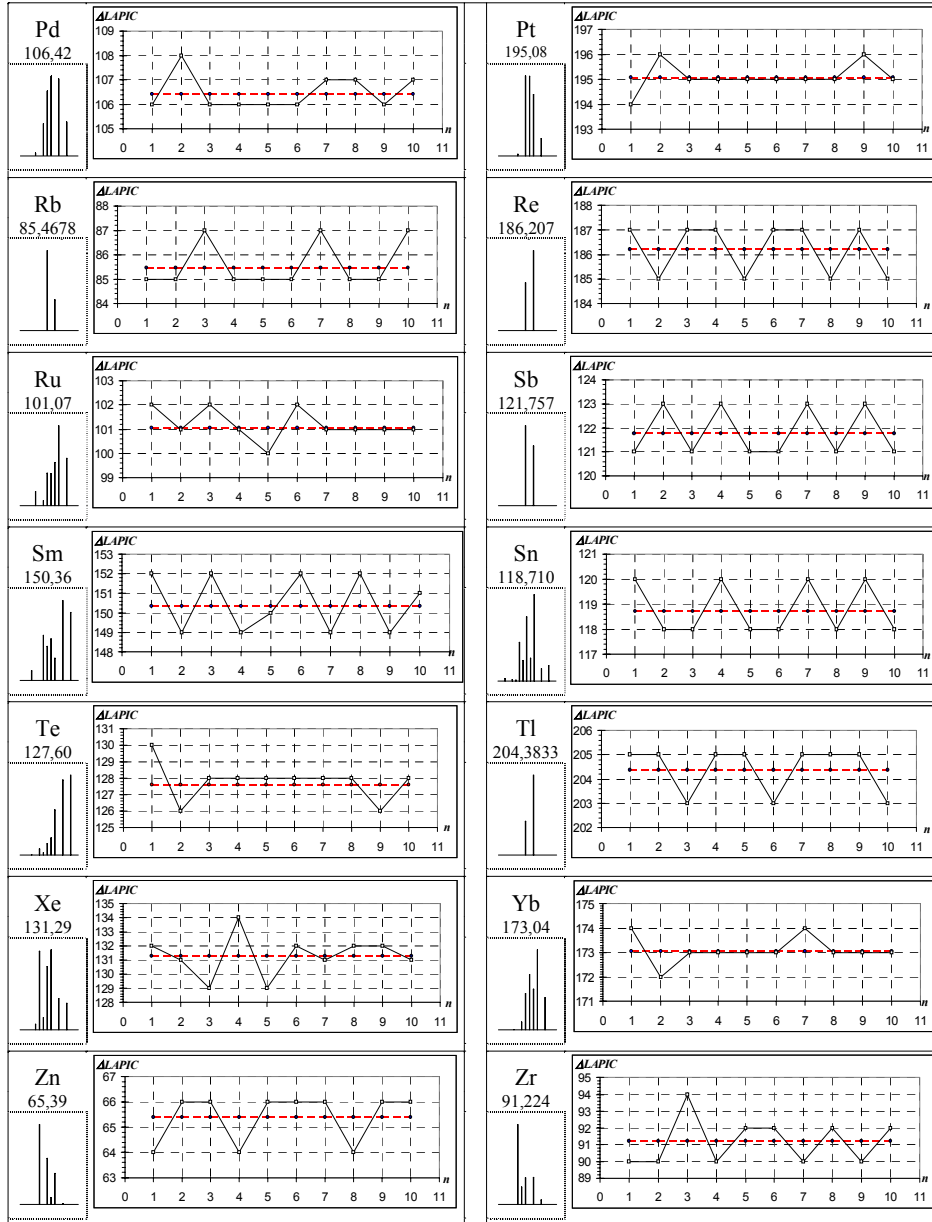 Pd
106,42
ΔLAPIC
109
108
107
106
105
n
0 1 2 3 4 5 6 7 8 9 10 11
Pt
195,08
ΔLAPIC
197
196
195
194
193
n
0 1 2 3 4 5 6 7 8 9 10 11
Rb
85,4678
ΔLAPIC
88
87
86
85
84
n
0 1 2 3 4 5 6 7 8 9 10 11
Re
186,207
ΔLAPIC
188
187
186
185
184
n
0 1 2 3 4 5 6 7 8 9 10 11
Ru
101,07
ΔLAPIC
103
102
101
100
99
n
0 1 2 3 4 5 6 7 8 9 10 11
Sb
121,757
ΔLAPIC
124
123
122
121
120
n
0 1 2 3 4 5 6 7 8 9 10 11
Sm
150,36
ΔLAPIC
153
152
151
150
149
148
n
0 1 2 3 4 5 6 7 8 9 10 11
Sn
118,710
ΔLAPIC
121
120
119
118
117
n
0 1 2 3 4 5 6 7 8 9 10 11
Te
127,60
ΔLAPIC
131
130
129
128
127
126
125
n
0 1 2 3 4 5 6 7 8 9 10 11
Tl
204,3833
ΔLAPIC
206
205
204
203
202
n
0 1 2 3 4 5 6 7 8 9 10 11
Xe
131,29
ΔLAPIC
135
134
133
132
131
130
129
128
n
0 1 2 3 4 5 6 7 8 9 10 11
Yb
173,04
ΔLAPIC
175
174
173
172
171
n
0 1 2 3 4 5 6 7 8 9 10 11
Zn
65,39
ΔLAPIC
67
66
65
64
63
n
0 1 2 3 4 5 6 7 8 9 10 11
Zr
91,224
ΔLAPIC
95
94
93
92
91
90
89
n
0 1 2 3 4 5 6 7 8 9 10 11